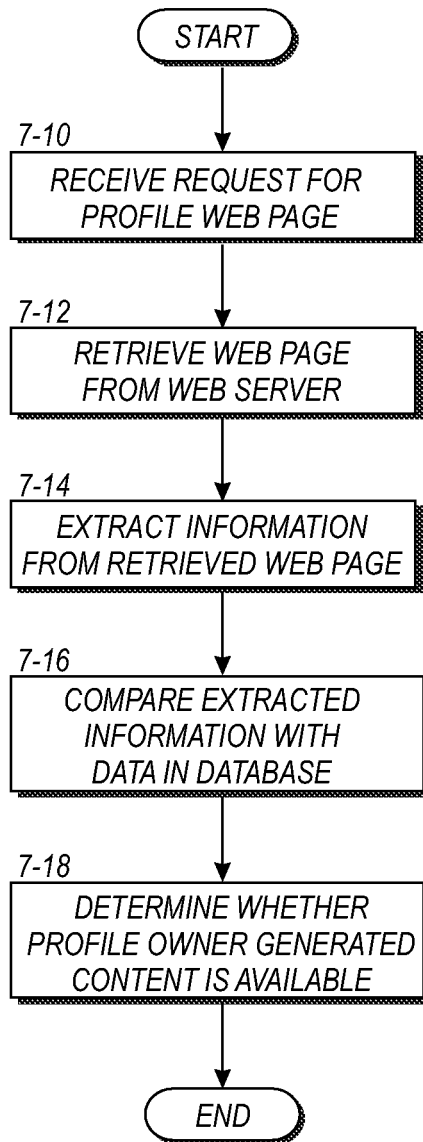 START
7-10
RECEIVE REQUEST FOR
PROFILE WEB PAGE
7-12
RETRIEVE WEB PAGE
FROM WEB SERVER
7-14
EXTRACT INFORMATION
FROM RETRIEVED WEB PAGE
7-16
COMPARE EXTRACTED
INFORMATION WITH
DATA IN DATABASE
7-18
DETERMINE WHETHER
PROFILE OWNER GENERATED
CONTENT IS AVAILABLE
END